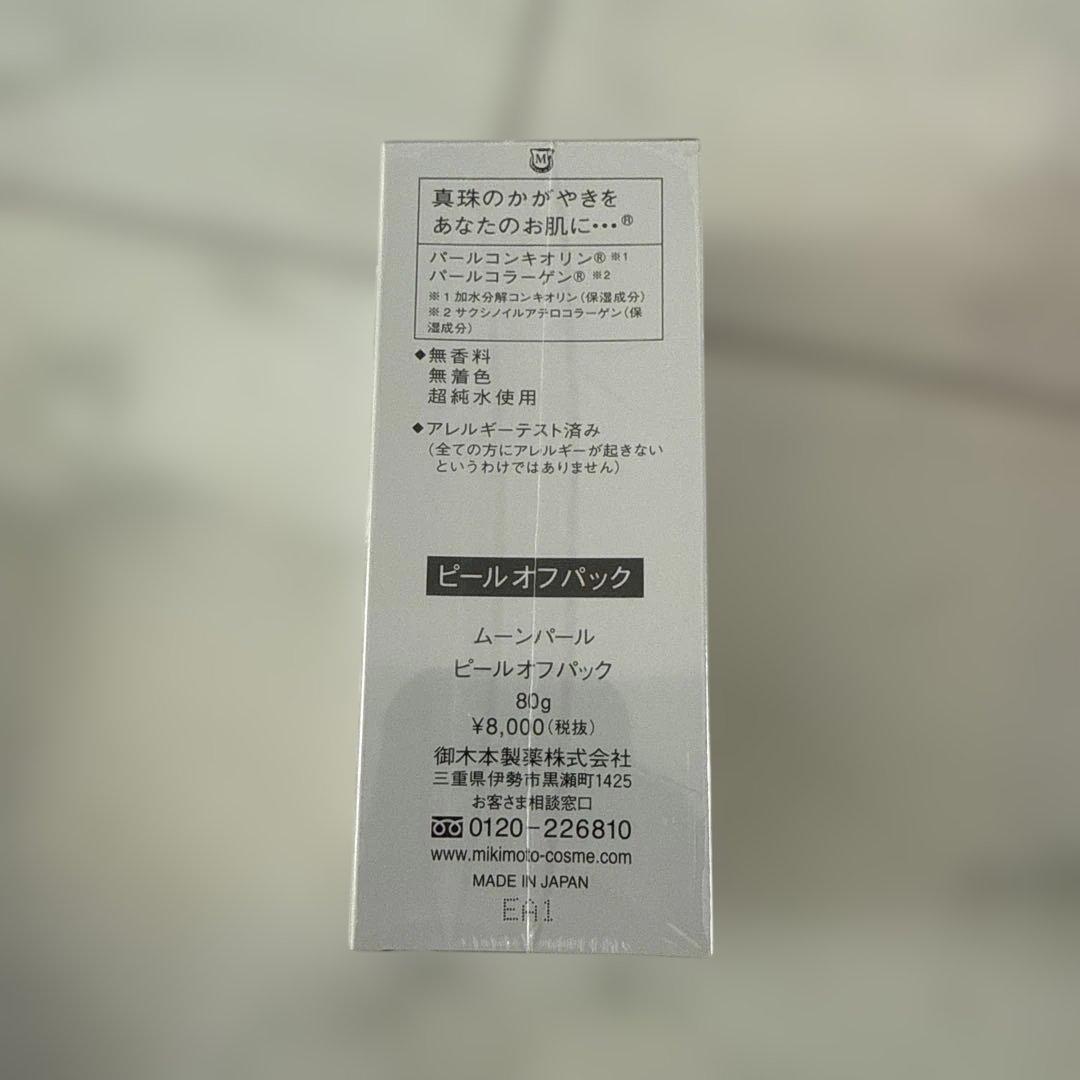 M
真珠のかがやきを
あなたのお肌に…®
パールコンキオリン®※1
パールコラーゲン®※2
※1加水分解コンキオリン(保湿成分)
※2サクシノイルアテロコラーゲン(保
湿成分)
◆無香料
無着色
超純水使用
◆アレルギーテスト済み
(全ての方にアレルギーが起きない
というわけではありません)
ピールオフパック
ムーンパール
ピールオフパック
80g
¥8,000(税抜)
御木本製薬株式会社
三重県伊勢市黒瀬町1425
お客さま相談窓口
0120-226810
www.mikimoto-cosme.com
MADE IN JAPAN
EA1